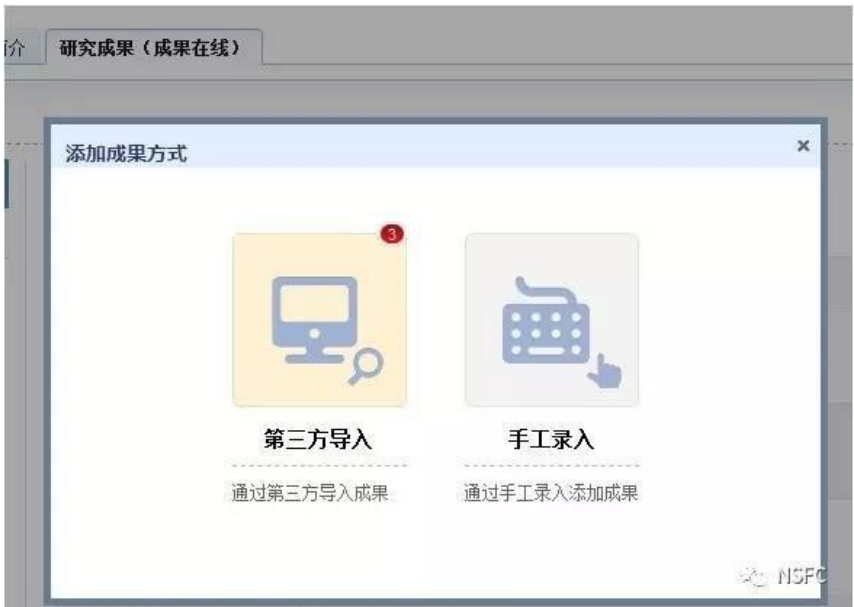 介
研究成果（成果在线）
添加成果方式
×
3
第三方导入
手工录入
通过第三方导入成果
通过手工录入添加成果
NSFC